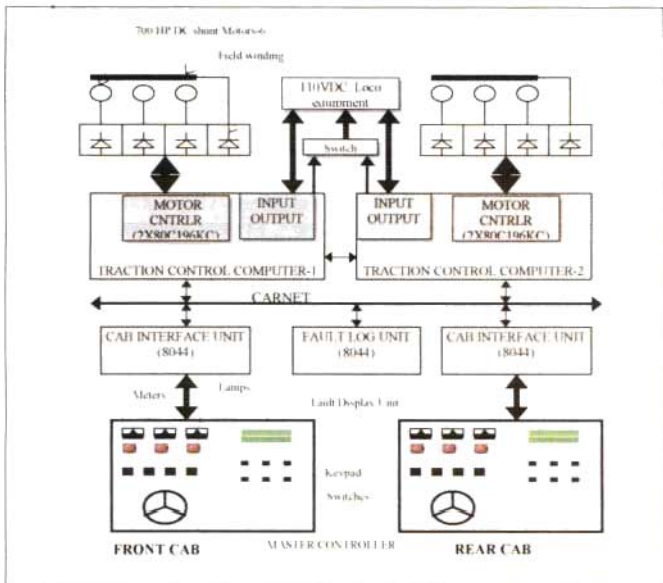 700 HP DC shunt Motors-6
Field winding
110VDC Loco
equipment
Switch
MOTOR
CNTRLR
(2X80C196KC)
INPUT
OUTPUT
INPUT
OUTPUT
MOTOR
CNTRLR
(2X80C196KC)
TRACTION CONTROL COMPUTER-1
TRACTION CONTROL COMPUTER-2
CARNET
CAB INTERFACE UNIT
(8044)
FAULT LOG UNIT
(8044)
CAB INTERFACE UNIT
(8044)
Meters
Lamps
Fault Display Unit
Keypad
Switches
FRONT CAB
MASTER CONTROLLER
REAR CAB